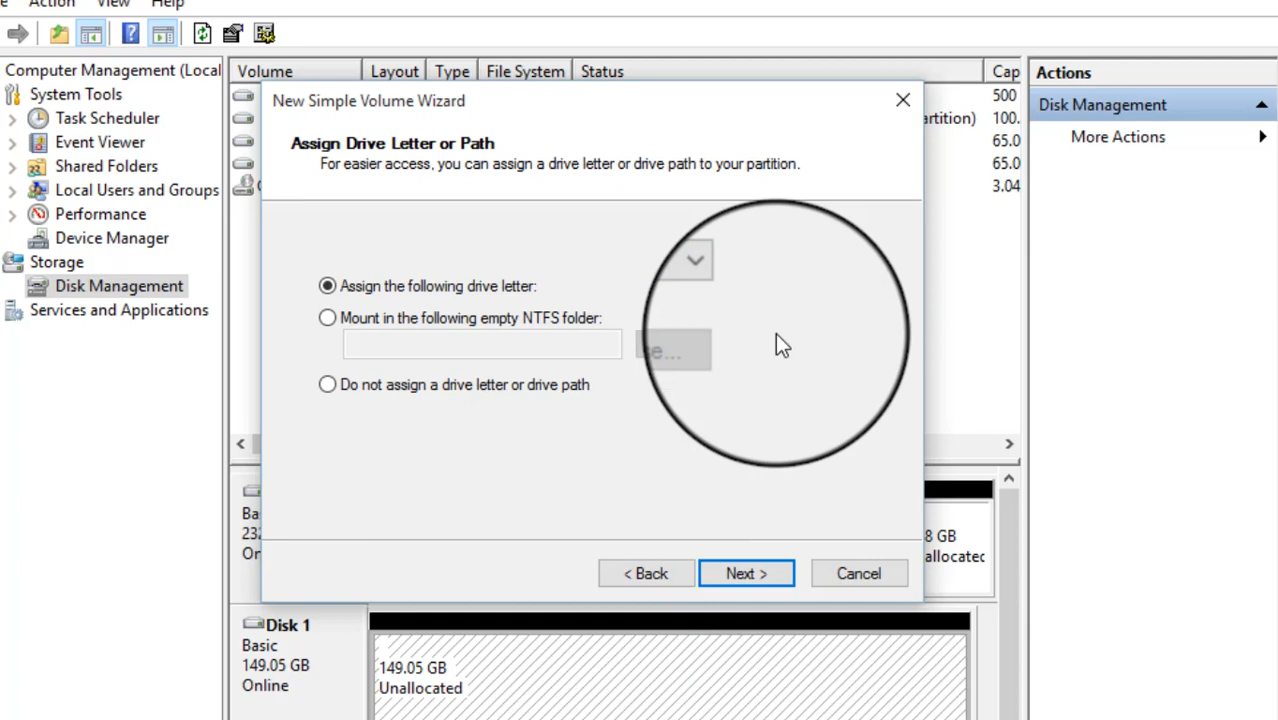 Action View Help
Computer Management (Local
System Tools
Task Scheduler
Event Viewer
Shared Folders
Local Users and Groups
Performance
Device Manager
Storage
Disk Management
Services and Applications
Volume Layout Type File System Status Cap
500
artition) 100.
65.0
65.0
3.04
New Simple Volume Wizard
Assign Drive Letter or Path
For easier access, you can assign a drive letter or drive path to your partition.
Assign the following drive letter:
Mount in the following empty NTFS folder:
e...
Do not assign a drive letter or drive path
< Back Next > Cancel
Ba
232
On
8 GB
allocated
Disk 1
Basic
149.05 GB
Online
149.05 GB
Unallocated
Actions
Disk Management
More Actions